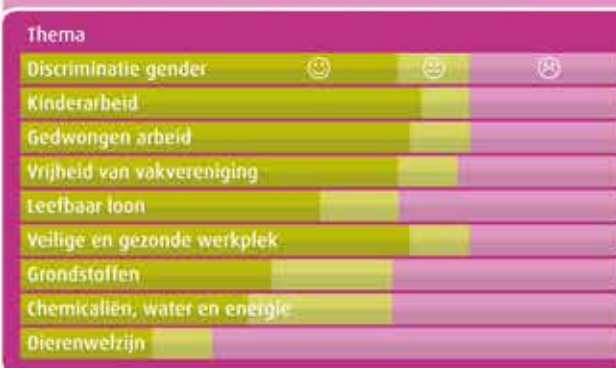 Thema
Discriminatie gender
Kinderarbeid
Gedwongen arbeid
Vrijheid van vakvereniging
Leefbaar loon
Veilige en gezonde werkplek
Grondstoffen
Chemicaliën, water en energie
Dierenwelzijn